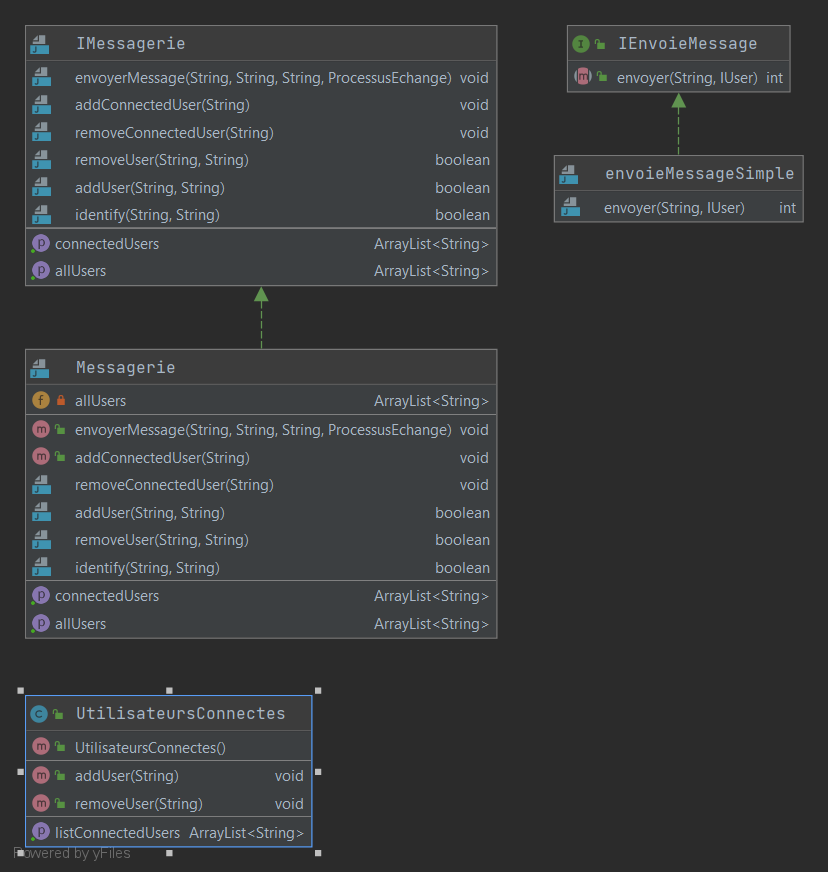 IMessagerie
envoyerMessage(String, String, String, ProcessusEchange) void
addConnectedUser(String) void
removeConnectedUser(String) void
removeUser(String, String) boolean
addUser(String, String) boolean
identify(String, String) boolean
connectedUsers ArrayList<String>
allUsers ArrayList<String>
IEnvoieMessage
envoyer(String, IUser) int
envoieMessageSimple
envoyer(String, IUser) int
Messagerie
allUsers ArrayList<String>
envoyerMessage(String, String, String, ProcessusEchange) void
addConnectedUser(String) void
removeConnectedUser(String) void
addUser(String, String) boolean
removeUser(String, String) boolean
identify(String, String) boolean
connectedUsers ArrayList<String>
allUsers ArrayList<String>
UtilisateursConnectes
UtilisateursConnectes()
addUser(String) void
removeUser(String) void
listConnectedUsers ArrayList<String>
Powered by yFiles